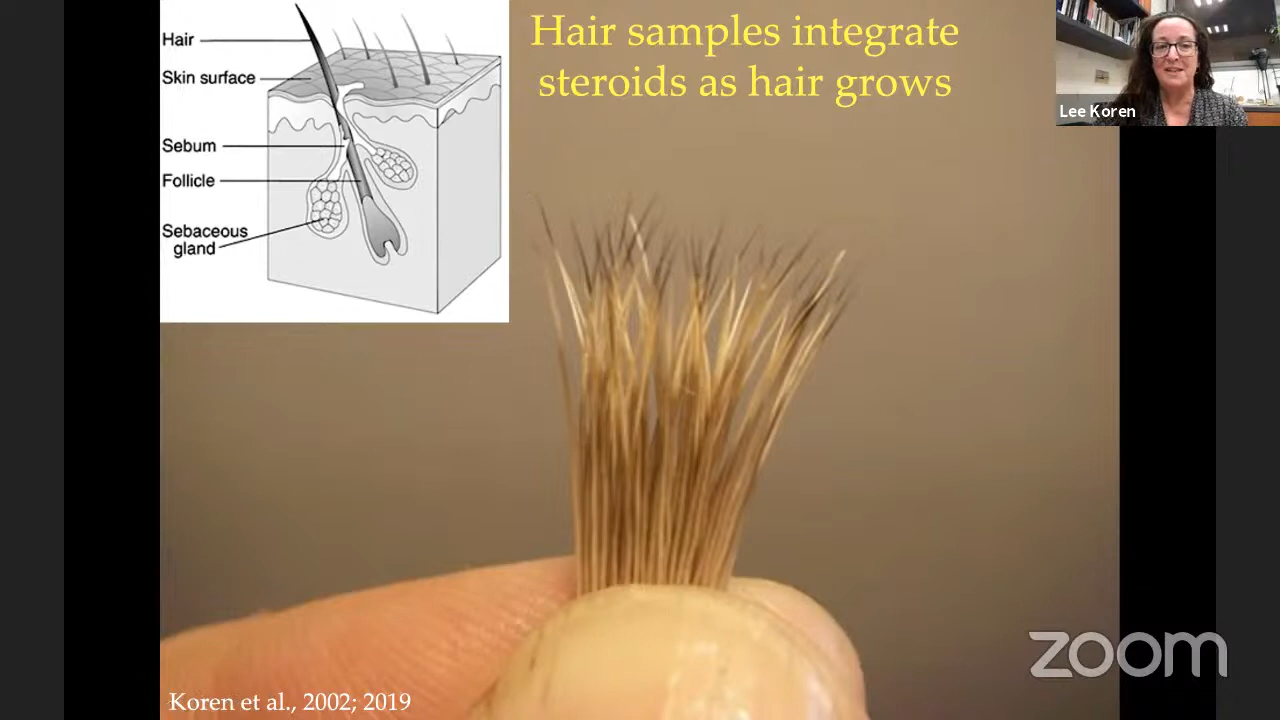 Hair samples integrate
steroids as hair grows
Hair
Skin surface
Sebum
Follicle
Sebaceous
gland
Lee Koren
zoom
Koren et al., 2002; 2019